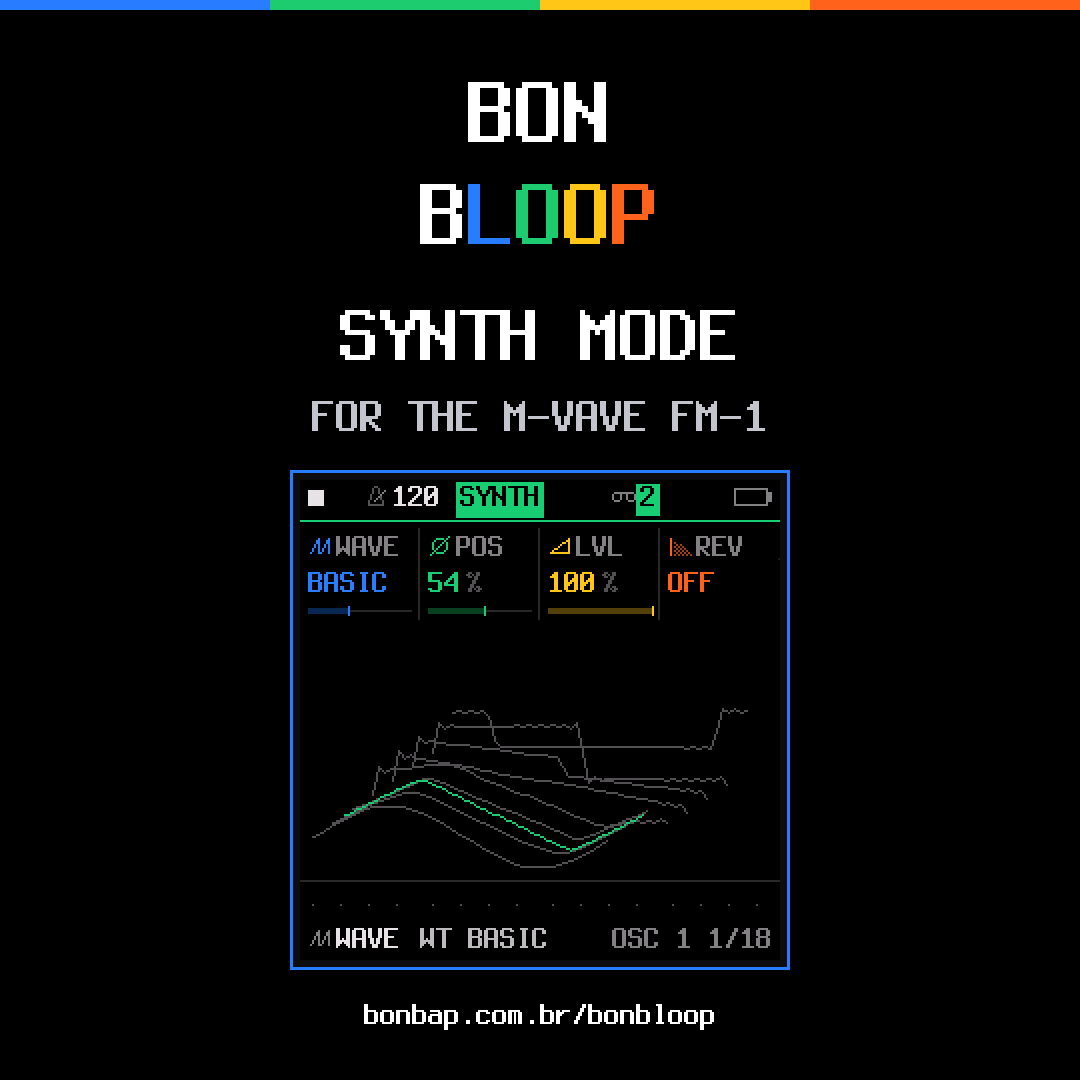 BON
BLOOP
SYNTH MODE
FOR THE M-VAVE FM-1
120 SYNTH 2
WAVE POS LVL REV
BASIC 54 % 100 % OFF
WAVE WT BASIC OSC 1 1/18
bonbap.com.br/bonbloop